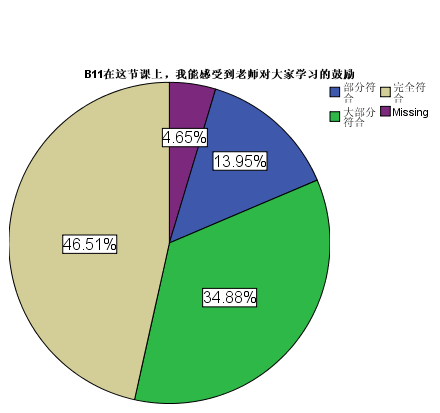 B11在这节课上，我能感受到老师对大家学习的鼓励
部分符
合
完全符
合
大部分
符合
Missing
4.65%
13.95%
46.51%
34.88%